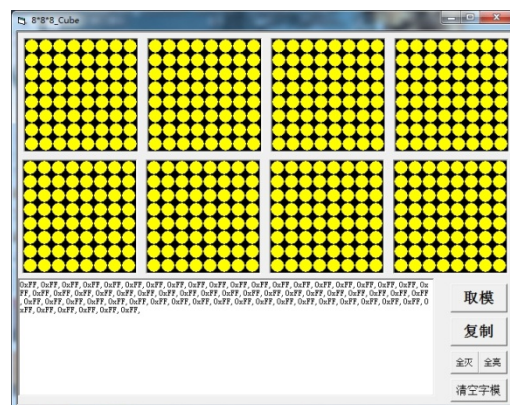 8*8*8_Cube
0xFF, 0xFF, 0xFF, 0xFF, 0xFF, 0xFF, 0xFF, 0xFF, 0xFF, 0xFF, 0xFF, 0xFF, 0xFF, 0xFF, 0xFF, 0xFF, 0xFF, 0xFF, 0xFF, 0x
FF, 0xFF, 0xFF, 0xFF, 0xFF, 0xFF, 0xFF, 0xFF, 0xFF, 0xFF, 0xFF, 0xFF, 0xFF, 0xFF, 0xFF, 0xFF, 0xFF, 0xFF, 0xFF, 0xFF
, 0xFF, 0xFF, 0xFF, 0xFF, 0xFF, 0xFF, 0xFF, 0xFF, 0xFF, 0xFF, 0xFF, 0xFF, 0xFF, 0xFF, 0xFF, 0xFF, 0xFF, 0xFF, 0xFF, 0
xFF, 0xFF, 0xFF, 0xFF, 0xFF,
取模
复制
全灭 全亮
清空字模